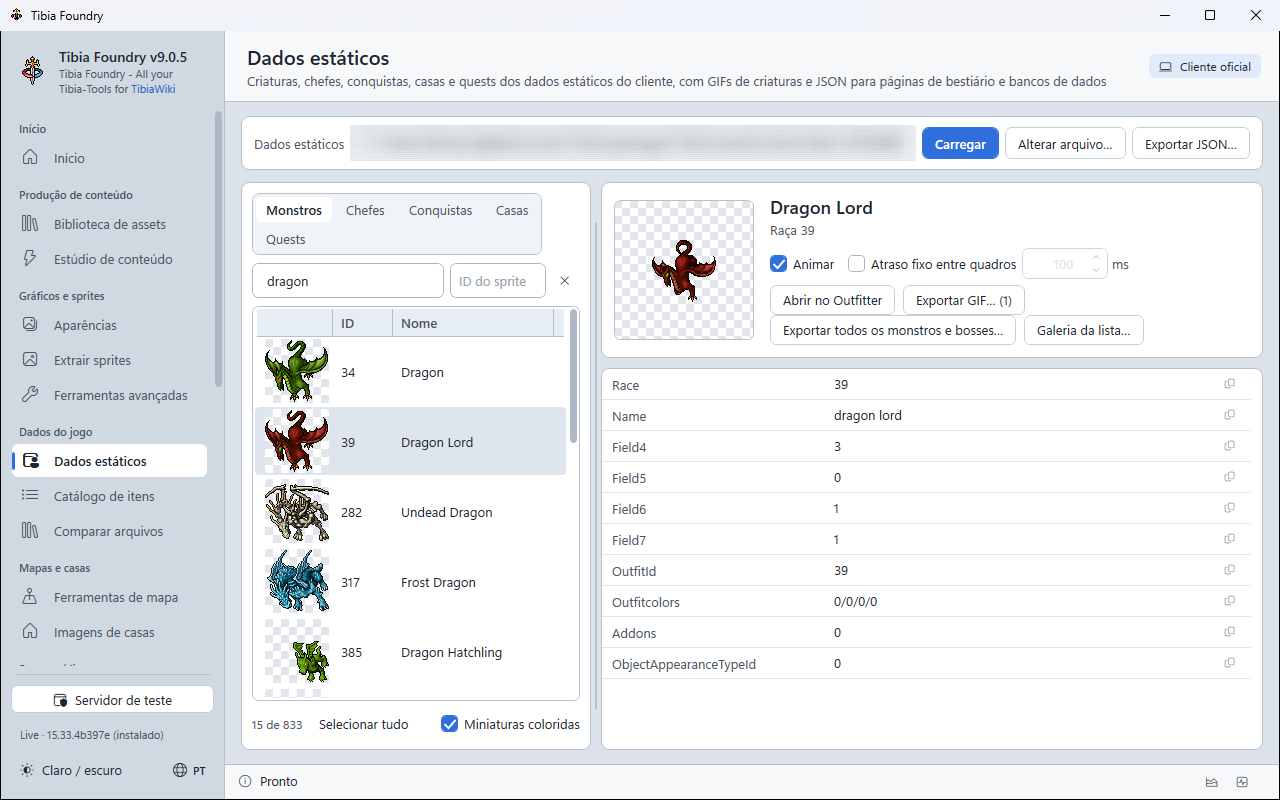 Tibia Foundry
Tibia Foundry v9.0.5
Tibia Foundry - All your
Tibia-Tools for TibiaWiki
Início
Início
Produção de conteúdo
Biblioteca de assets
Estúdio de conteúdo
Gráficos e sprites
Aparências
Extrair sprites
Ferramentas avançadas
Dados do jogo
Dados estáticos
Catálogo de itens
Comparar arquivos
Mapas e casas
Ferramentas de mapa
Imagens de casas
Servidor de teste
Live · 15.33.4b397e (instalado)
Claro / escuro
PT
Dados estáticos
Criaturas, chefes, conquistas, casas e quests dos dados estáticos do cliente, com GIFs de criaturas e JSON para páginas de bestiário e bancos de dados
Cliente oficial
Dados estáticos
Carregar
Alterar arquivo...
Exportar JSON...
Monstros
Chefes
Conquistas
Casas
Quests
dragon
ID do sprite
ID
Nome
34 Dragon
39 Dragon Lord
282 Undead Dragon
317 Frost Dragon
385 Dragon Hatchling
15 de 833
Selecionar tudo
Miniaturas coloridas
Dragon Lord
Raça 39
Animar
Atraso fixo entre quadros
100
ms
Abrir no Outfitter
Exportar GIF... (1)
Exportar todos os monstros e bosses...
Galeria da lista...
Race 39
Name dragon lord
Field4 3
Field5 0
Field6 1
Field7 1
OutfitId 39
Outfitcolors 0/0/0/0
Addons 0
ObjectAppearanceTypeId 0
Pronto